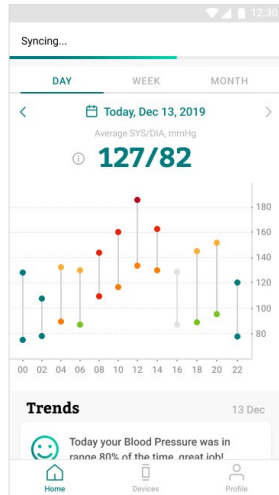 12:30
Syncing...
DAY WEEK MONTH
Today, Dec 13, 2019
Average SYS/DIA, mmHg
127/82
180
160
140
120
100
80
00 02 04 06 08 10 12 14 16 18 20 22
Trends 13 Dec
Today your Blood Pressure was in
range 80% of the time, great job!
Home Devices Profile